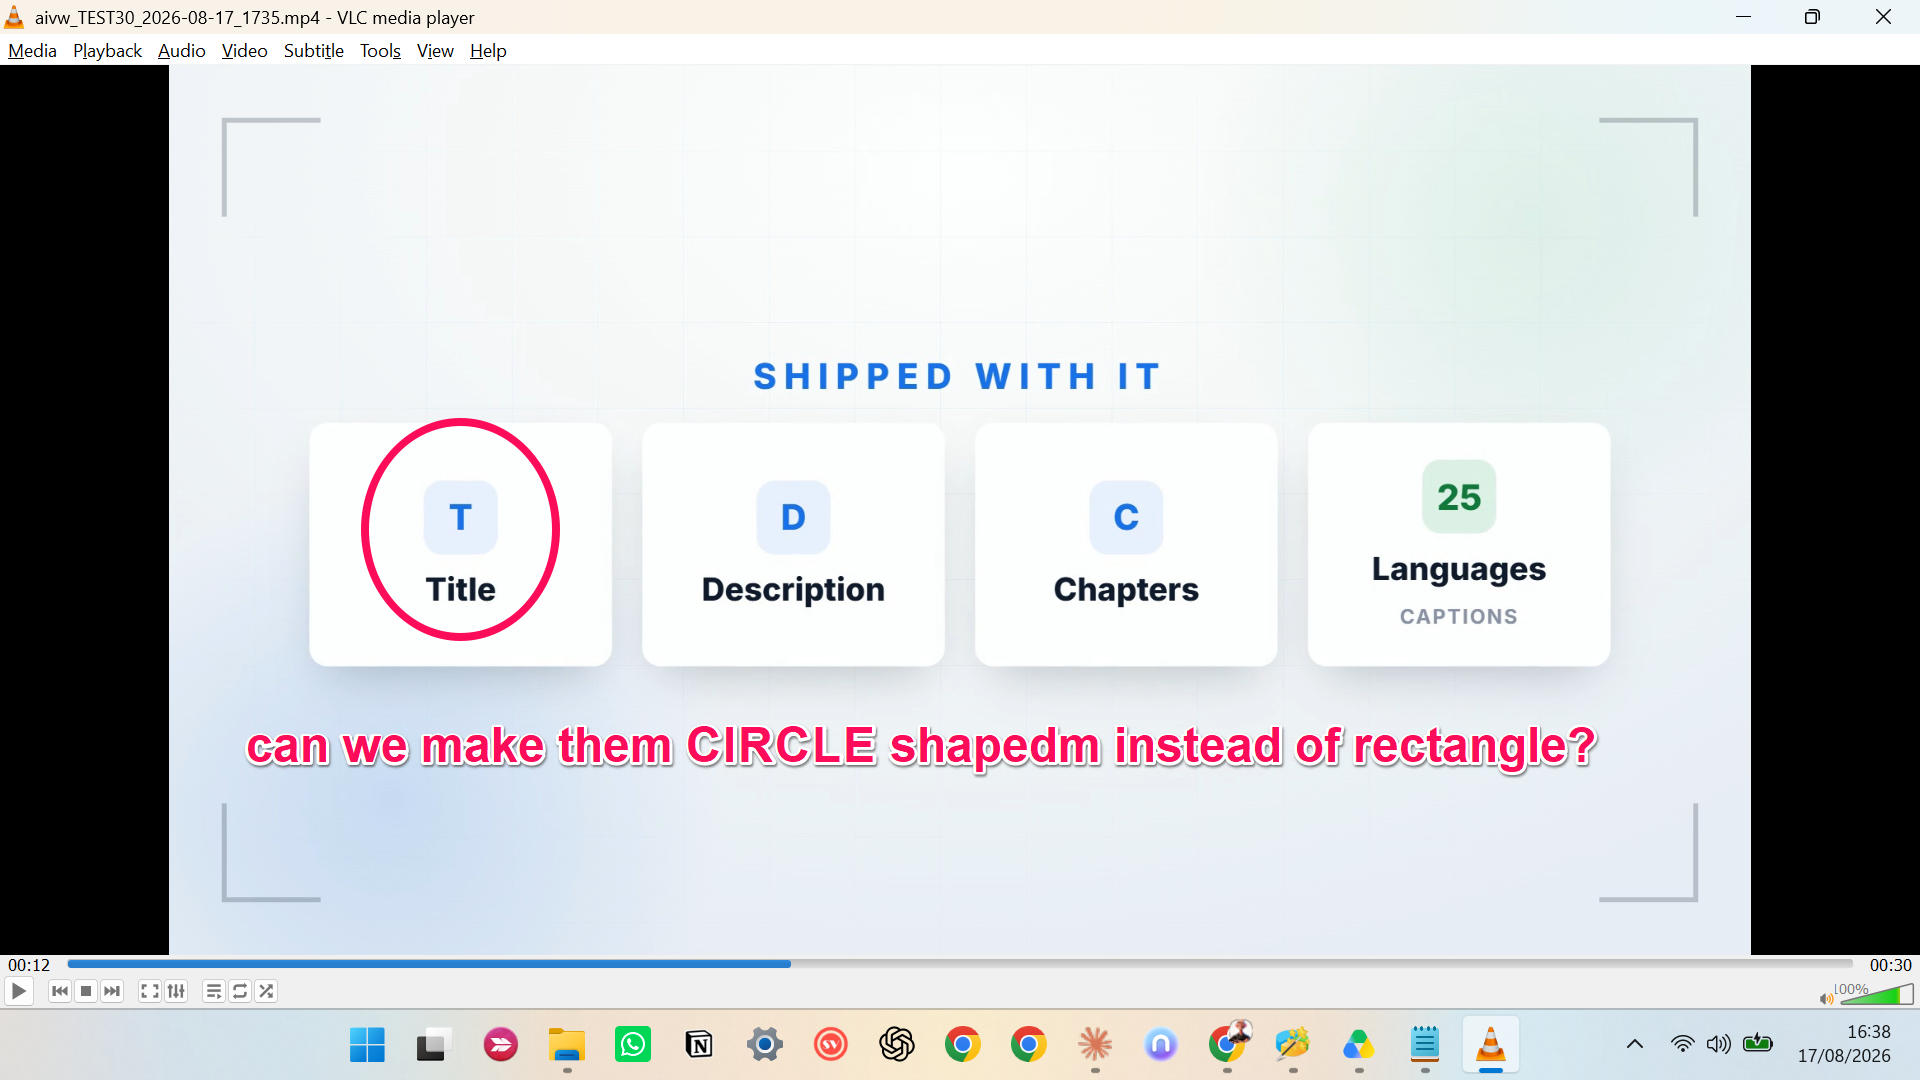 aivw_TEST30_2026-08-17_1735.mp4 - VLC media player
Media Playback Audio Video Subtitle Tools View Help
SHIPPED WITH IT
T
Title
D
Description
C
Chapters
25
Languages
CAPTIONS
can we make them CIRCLE shapedm instead of rectangle?
00:12
00:30
100%
16:38
17/08/2026